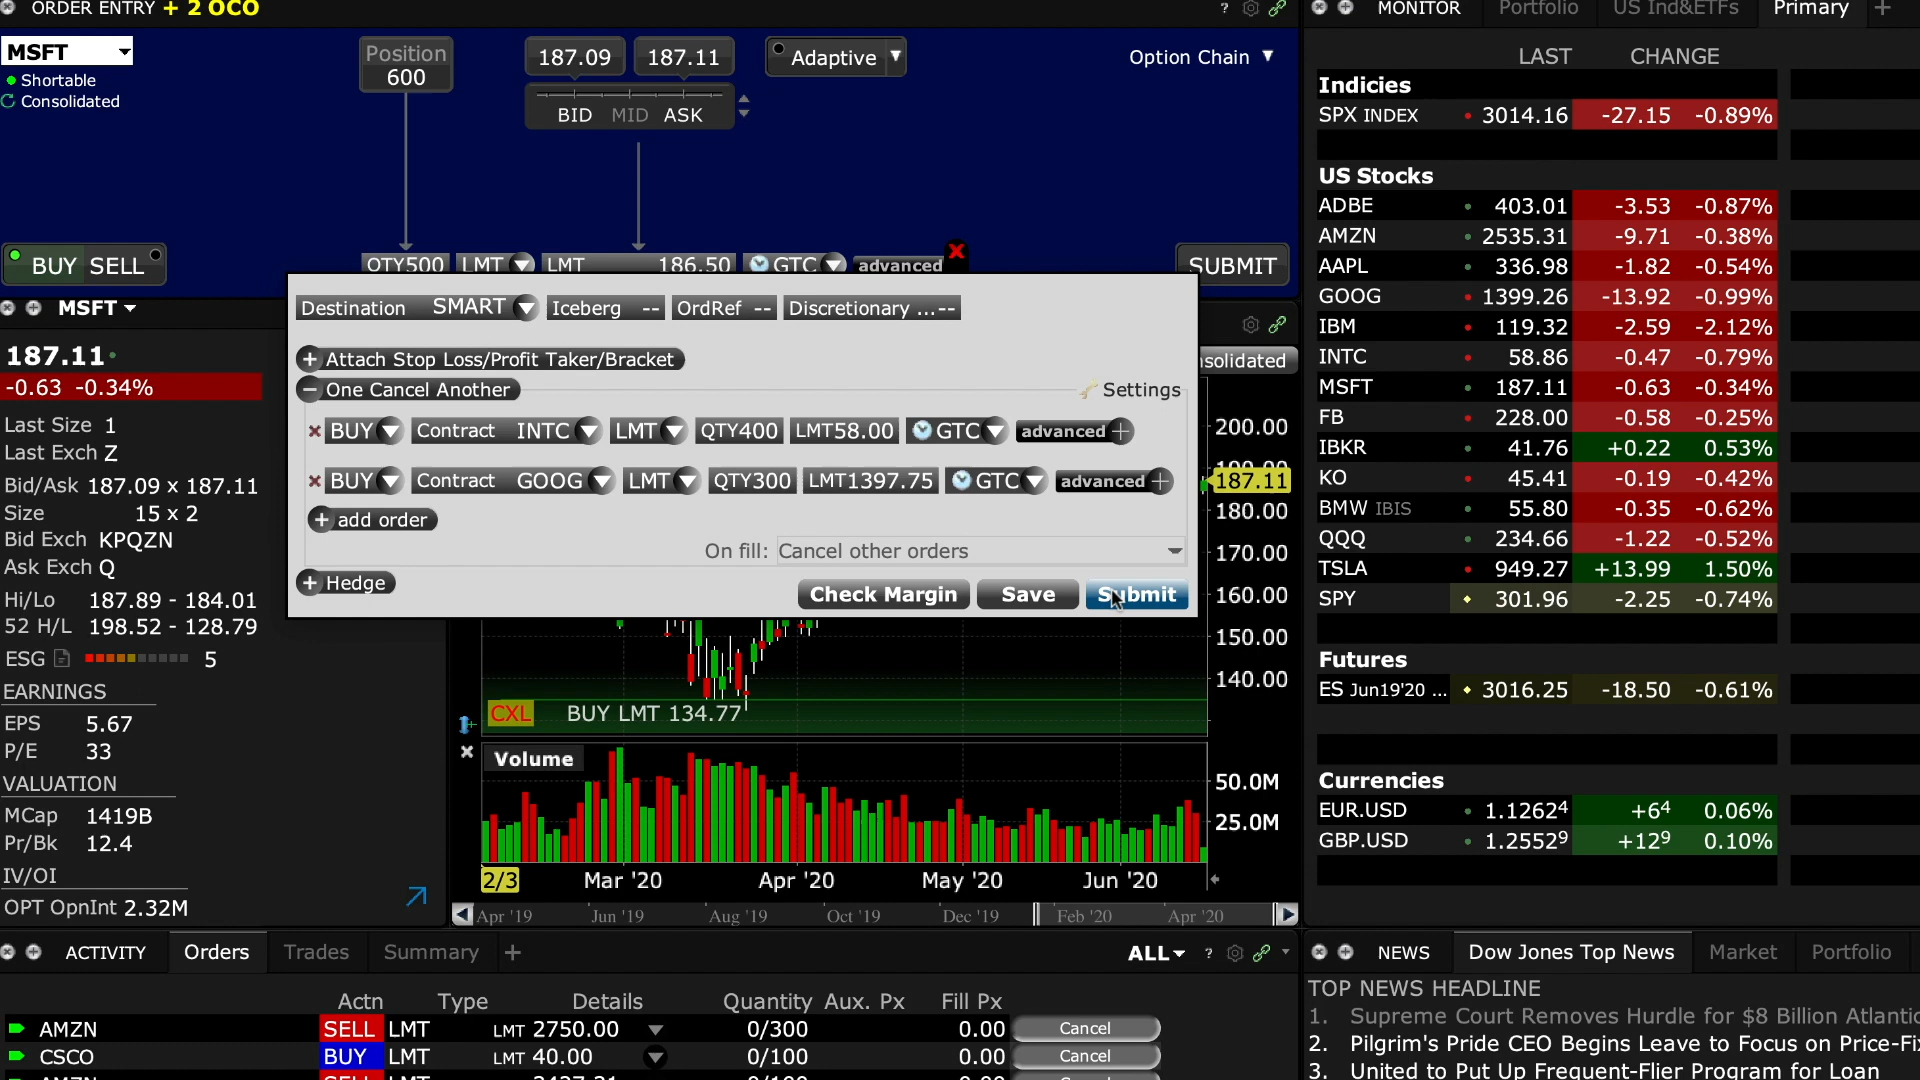 ORDER ENTRY + 2 OCO
?
MSFT
Shortable
Consolidated
Position
600
187.09
187.11
BID MID ASK
Adaptive
Option Chain
BUY SELL
QTY500 LMT LMT 186.50 GTC advanced
SUBMIT
MSFT
187.11
-0.63 -0.34%
Last Size 1
Last Exch Z
Bid/Ask 187.09 x 187.11
Size 15 x 2
Bid Exch KPQZN
Ask Exch Q
Hi/Lo 187.89 - 184.01
52 H/L 198.52 - 128.79
ESG 5
EARNINGS
EPS 5.67
P/E 33
VALUATION
MCap 1419B
Pr/Bk 12.4
IV/OI
OPT OpnInt 2.32M
Destination SMART Iceberg -- OrdRef -- Discretionary ...--
+ Attach Stop Loss/Profit Taker/Bracket
− One Cancel Another
Settings
BUY Contract INTC LMT QTY400 LMT58.00 GTC advanced +
BUY Contract GOOG LMT QTY300 LMT1397.75 GTC advanced +
+ add order
On fill: Cancel other orders
+ Hedge
Check Margin Save Submit
200.00
187.11
180.00
170.00
160.00
150.00
140.00
CXL BUY LMT 134.77
Volume
50.0M
25.0M
2/3 Mar '20 Apr '20 May '20 Jun '20
Apr '19 Jun '19 Aug '19 Oct '19 Dec '19 Feb '20 Apr '20
ACTIVITY Orders Trades Summary +
ALL ?
Actn Type Details Quantity Aux. Px Fill Px
AMZN SELL LMT LMT 2750.00 0/300 0.00 Cancel
CSCO BUY LMT LMT 40.00 0/100 0.00 Cancel
MONITOR Portfolio US Ind&ETFs Primary +
LAST CHANGE
Indicies
SPX INDEX 3014.16 -27.15 -0.89%
US Stocks
ADBE 403.01 -3.53 -0.87%
AMZN 2535.31 -9.71 -0.38%
AAPL 336.98 -1.82 -0.54%
GOOG 1399.26 -13.92 -0.99%
IBM 119.32 -2.59 -2.12%
INTC 58.86 -0.47 -0.79%
MSFT 187.11 -0.63 -0.34%
FB 228.00 -0.58 -0.25%
IBKR 41.76 +0.22 0.53%
KO 45.41 -0.19 -0.42%
BMW IBIS 55.80 -0.35 -0.62%
QQQ 234.66 -1.22 -0.52%
TSLA 949.27 +13.99 1.50%
SPY 301.96 -2.25 -0.74%
Futures
ES Jun19'20 ... 3016.25 -18.50 -0.61%
Currencies
EUR.USD 1.12624 +64 0.06%
GBP.USD 1.25529 +129 0.10%
NEWS Dow Jones Top News Market Portfolio
TOP NEWS HEADLINE
1. Supreme Court Removes Hurdle for $8 Billion Atlantic
2. Pilgrim's Pride CEO Begins Leave to Focus on
3. United to Put Up Frequent-Flier Program for Loan